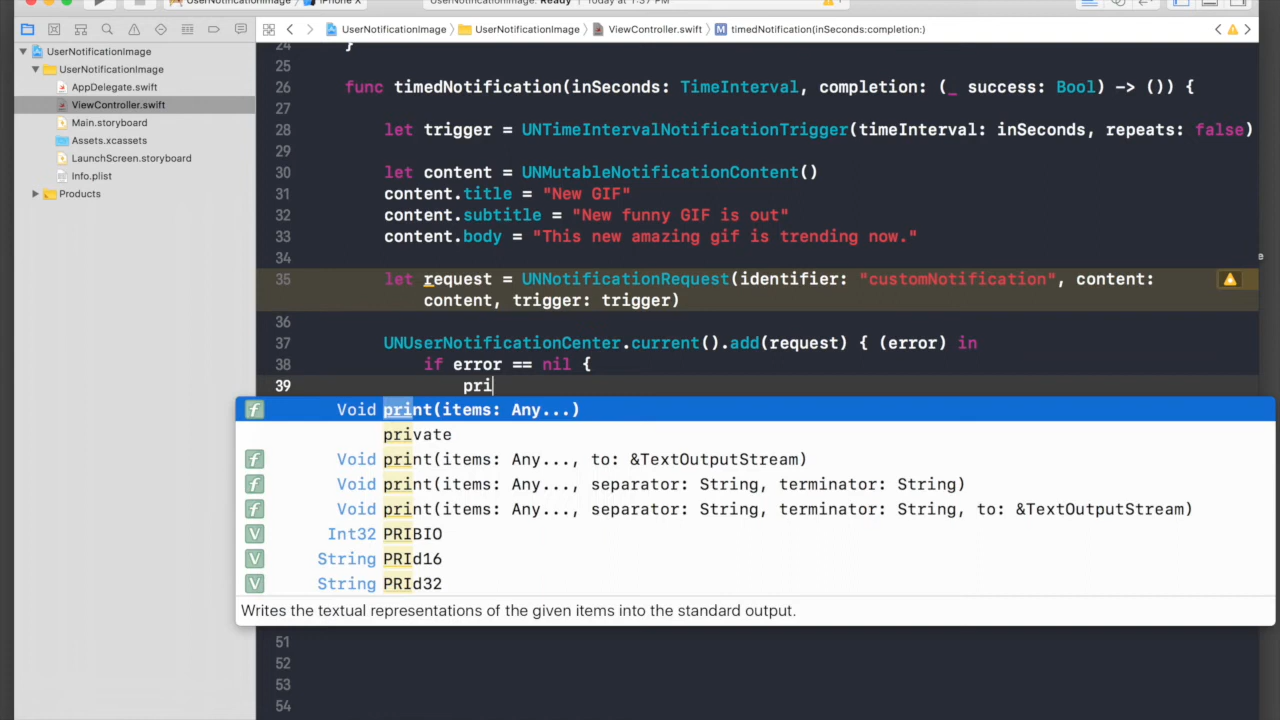 UserNotificationImage
iPhone X
UserNotificationImage: Ready
Today at 7:37 PM
UserNotificationImage
UserNotificationImage
ViewController.swift
timedNotification(inSeconds:completion:)
UserNotificationImage
UserNotificationImage
AppDelegate.swift
ViewController.swift
Main.storyboard
Assets.xcassets
LaunchScreen.storyboard
Info.plist
Products
24 }
25
26 func timedNotification(inSeconds: TimeInterval, completion: (_ success: Bool) -> ()) {
27
28 let trigger = UNTimeIntervalNotificationTrigger(timeInterval: inSeconds, repeats: false)
29
30 let content = UNMutableNotificationContent()
31 content.title = "New GIF"
32 content.subtitle = "New funny GIF is out"
33 content.body = "This new amazing gif is trending now."
34
35 let request = UNNotificationRequest(identifier: "customNotification", content:
content, trigger: trigger)
36
37 UNUserNotificationCenter.current().add(request) { (error) in
38 if error == nil {
39 pri
f Void print(items: Any...)
private
f Void print(items: Any..., to: &TextOutputStream)
f Void print(items: Any..., separator: String, terminator: String)
f Void print(items: Any..., separator: String, terminator: String, to: &TextOutputStream)
V Int32 PRIBIO
V String PRId16
V String PRId32
Writes the textual representations of the given items into the standard output.
51
52
53
54